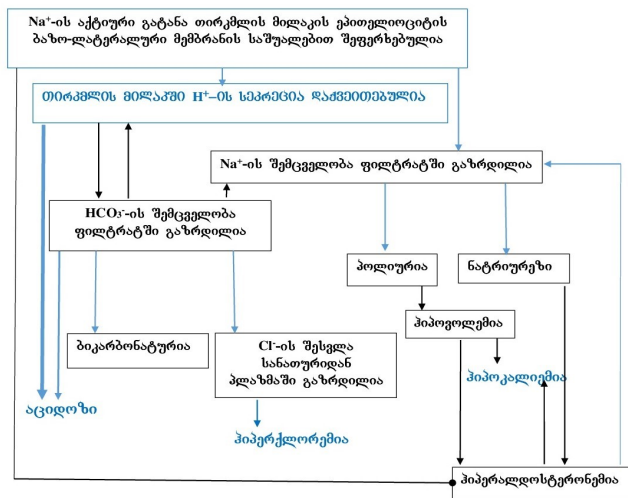 Na⁺-ის აქტიური გატანა თირკმლის მილაკის ეპითელიოციტის
ბაზო-ლატერალური მემბრანის საშუალებით შეფერხებულია
თირკმლის მილაკში H⁺–ის სეკრეცია დაქვეითებულია
Na⁺-ის შემცველობა ფილტრატში გაზრდილია
HCO₃⁻-ის შემცველობა
ფილტრატში გაზრდილია
პოლიურია
ნატრიურეზი
ჰიპოვოლემია
ბიკარბონატურია
Cl⁻-ის შესვლა
სანათურიდან
პლაზმაში გაზრდილია
ჰიპოკალიემია
აციდოზი
ჰიპერქლორემია
ჰიპერალდოსტერონემია